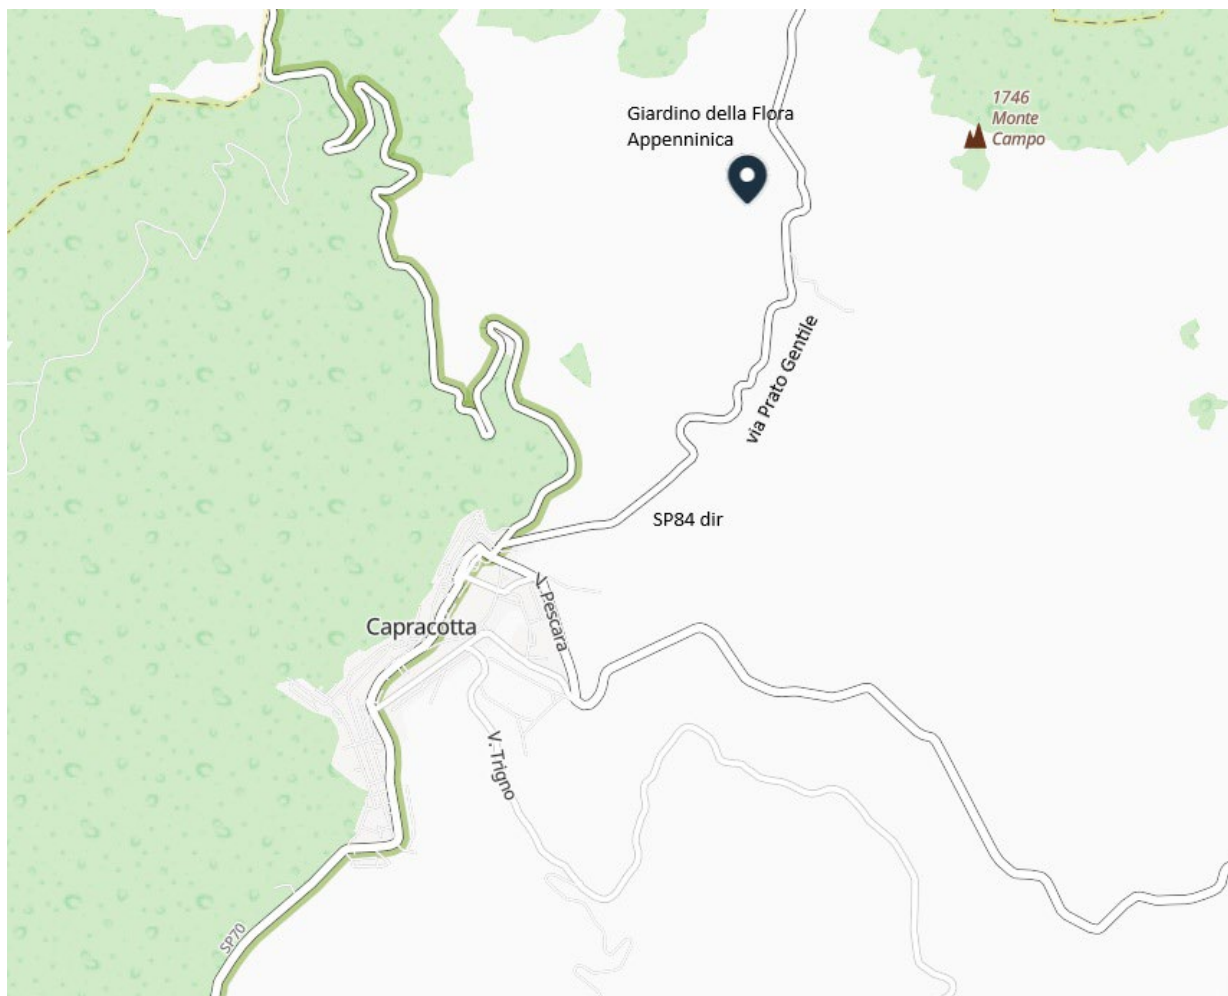 1746
Monte
Campo
Giardino della Flora
Appenninica
via Prato Gentile
SP84 dir
V. Pescara
Capracotta
V. Trigno
SP70